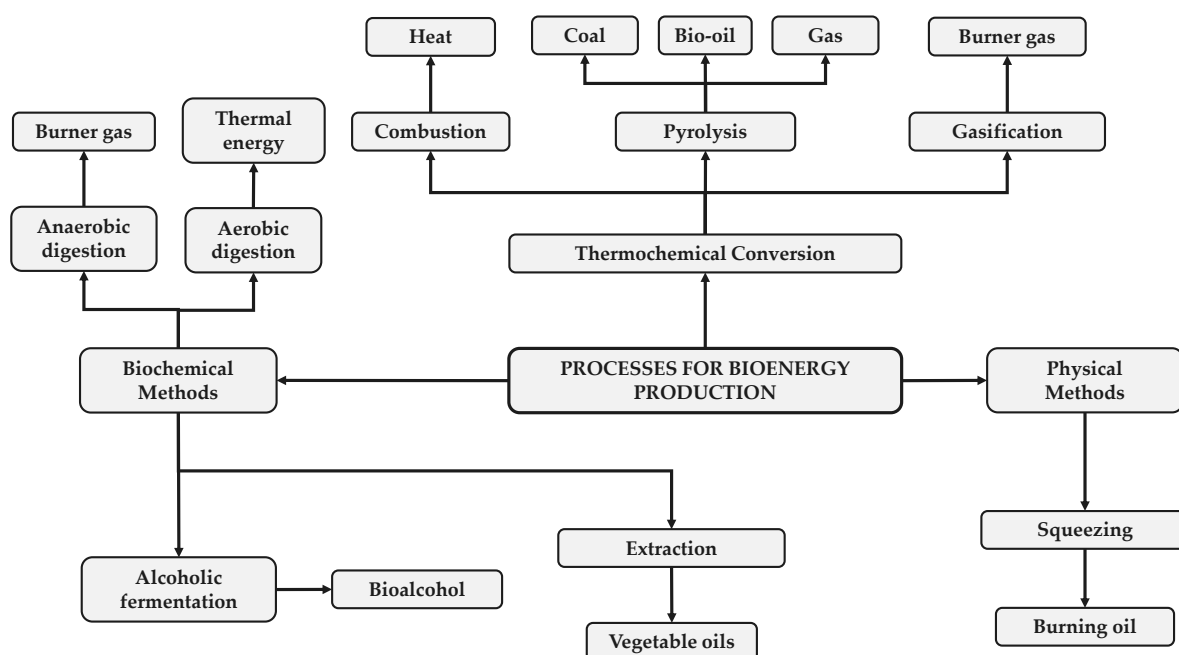 Heat
Coal
Bio-oil
Gas
Burner gas
Burner gas
Thermal
energy
Combustion
Pyrolysis
Gasification
Anaerobic
digestion
Aerobic
digestion
Thermochemical Conversion
Biochemical
Methods
PROCESSES FOR BIOENERGY
PRODUCTION
Physical
Methods
Squeezing
Extraction
Alcoholic
fermentation
Bioalcohol
Burning oil
Vegetable oils